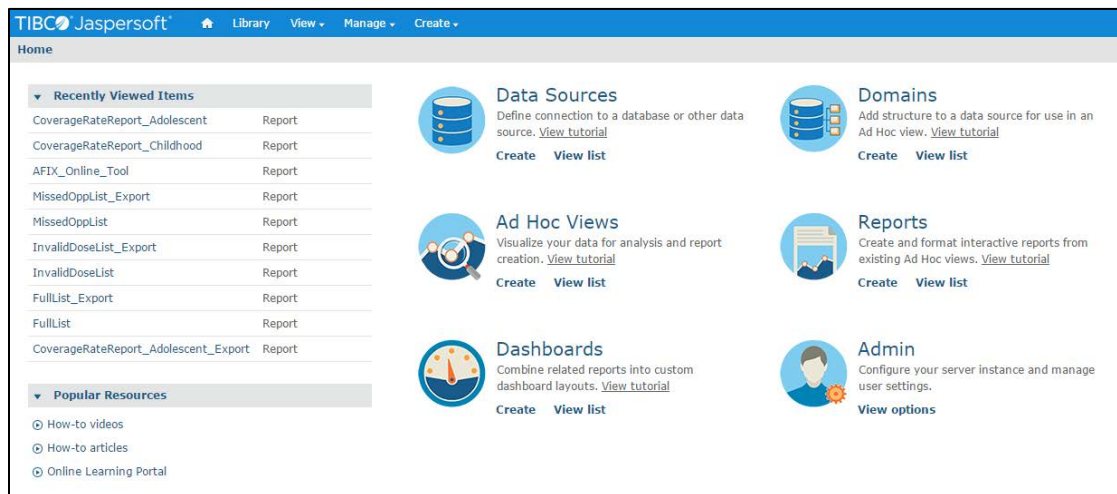 TIBCO Jaspersoft® Library View Manage Create
Home
Recently Viewed Items
CoverageRateReport_Adolescent Report
CoverageRateReport_Childhood Report
AFIX_Online_Tool Report
MissedOppList_Export Report
MissedOppList Report
InvalidDoseList_Export Report
InvalidDoseList Report
FullList_Export Report
FullList Report
CoverageRateReport_Adolescent_Export Report
Popular Resources
How-to videos
How-to articles
Online Learning Portal
Data Sources
Define connection to a database or other data
source. View tutorial
Create View list
Domains
Add structure to a data source for use in an
Ad Hoc view. View tutorial
Create View list
Ad Hoc Views
Visualize your data for analysis and report
creation. View tutorial
Create View list
Reports
Create and format interactive reports from
existing Ad Hoc views. View tutorial
Create View list
Dashboards
Combine related reports into custom
dashboard layouts. View tutorial
Create View list
Admin
Configure your server instance and manage
user settings.
View options